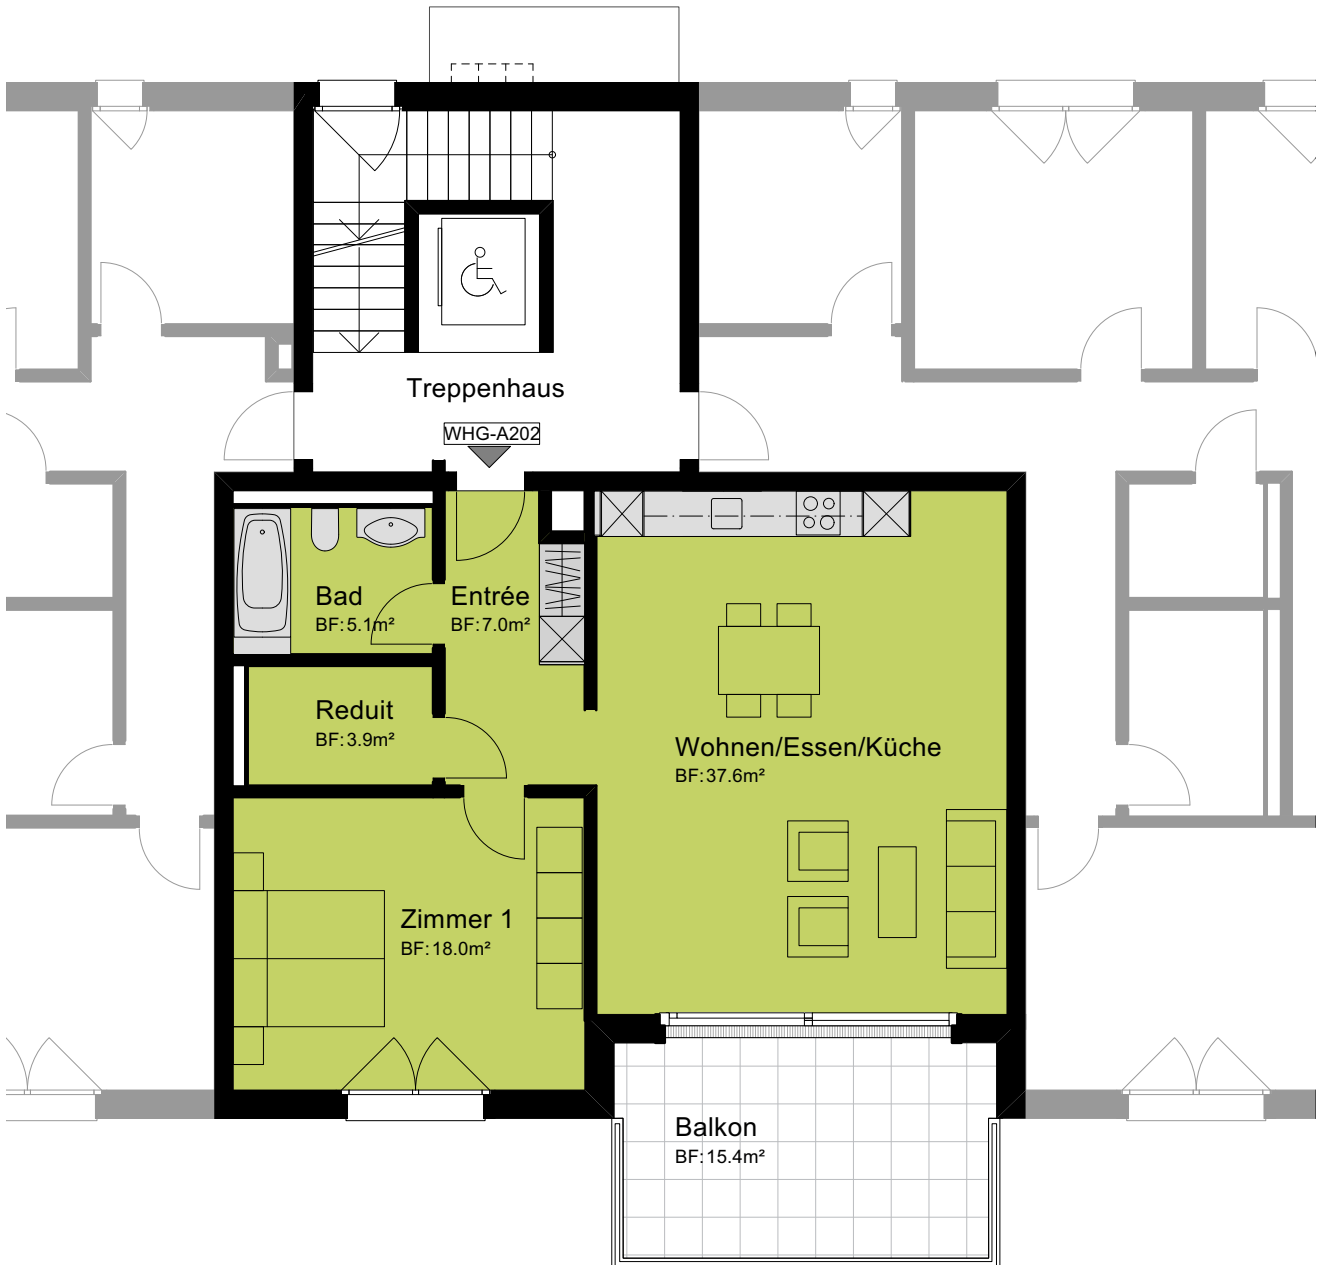 Treppenhaus
WHG-A202
Bad
BF:5.1m²
Entrée
BF:7.0m²
Reduit
BF:3.9m²
Wohnen/Essen/Küche
BF:37.6m²
Zimmer 1
BF:18.0m²
Balkon
BF:15.4m²